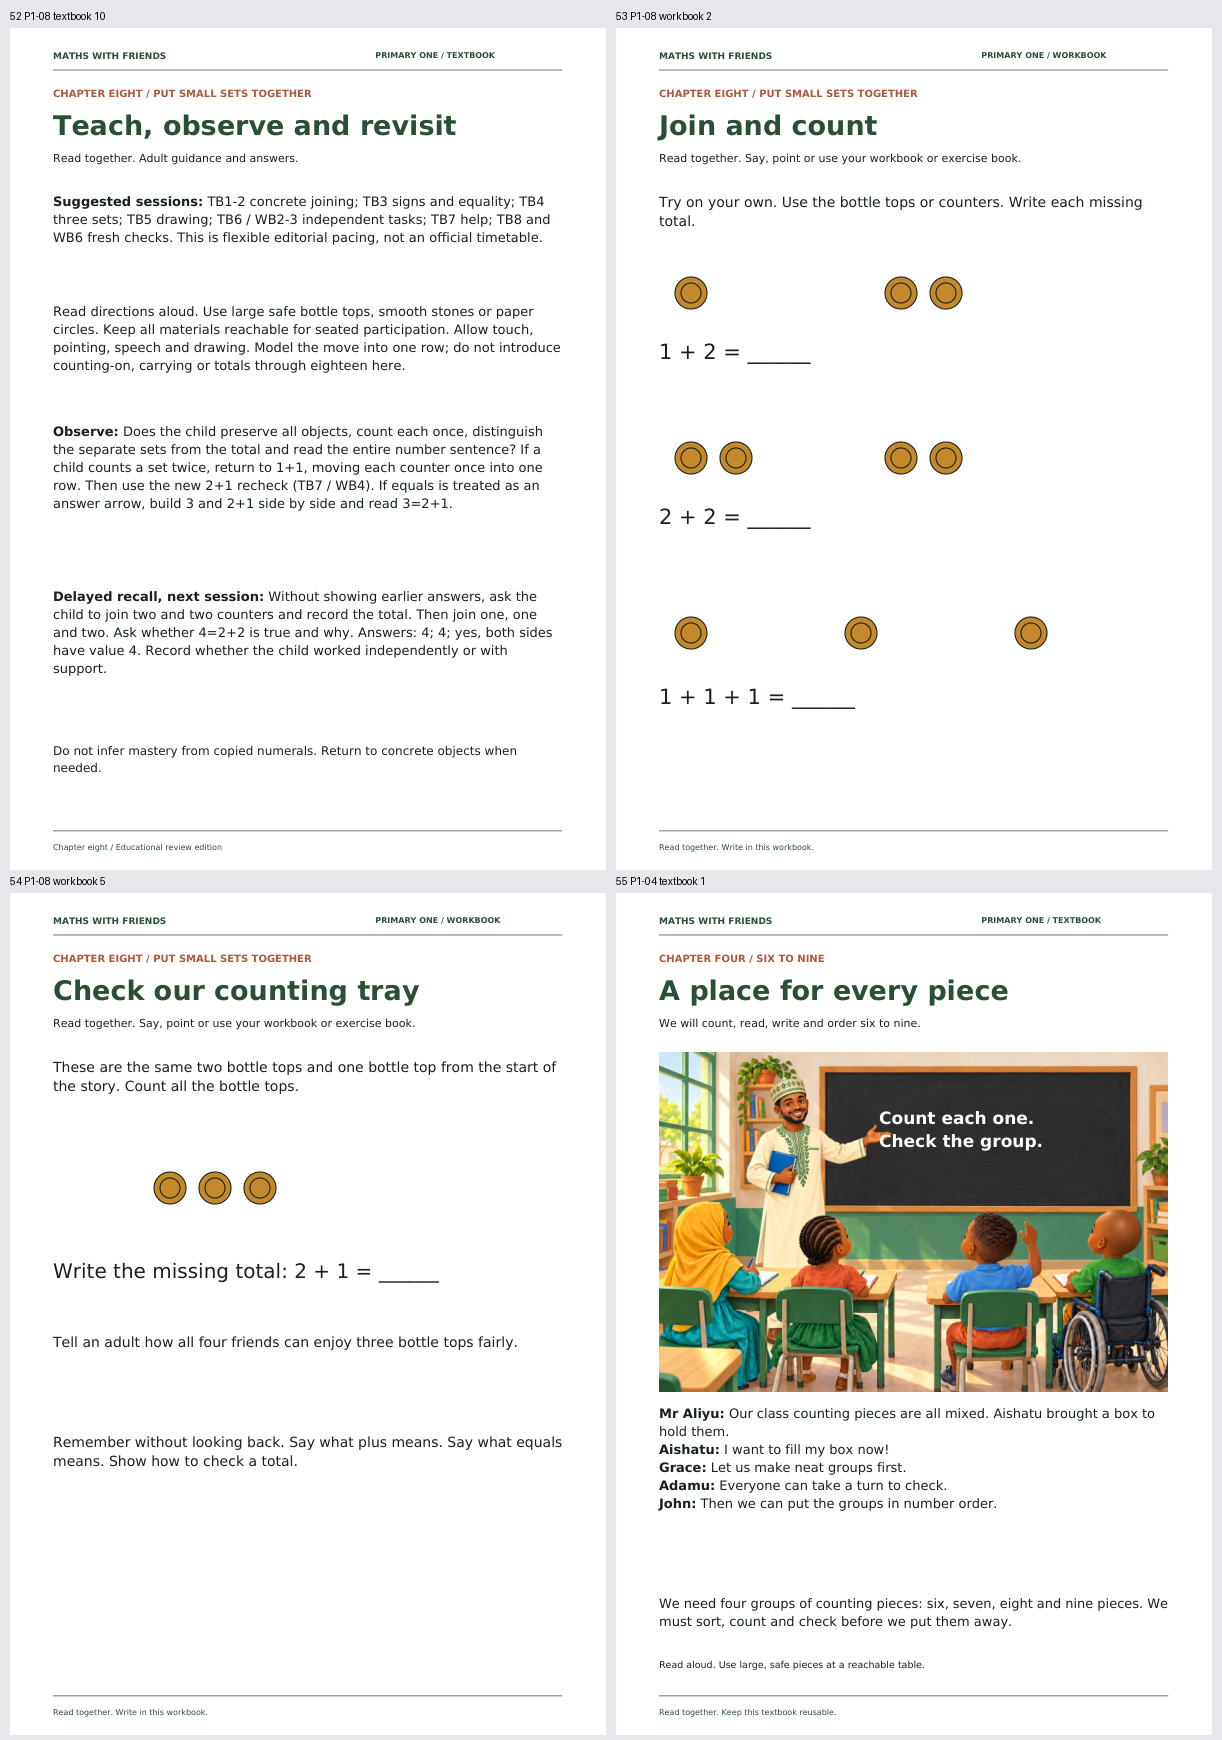 52 P1-08 textbook 10
MATHS WITH FRIENDS
PRIMARY ONE / TEXTBOOK
CHAPTER EIGHT / PUT SMALL SETS TOGETHER
Teach, observe and revisit
Read together. Adult guidance and answers.
Suggested sessions: TB1-2 concrete joining; TB3 signs and equality; TB4
three sets; TB5 drawing; TB6 / WB2-3 independent tasks; TB7 help; TB8 and
WB6 fresh checks. This is flexible editorial pacing, not an official timetable.
Read directions aloud. Use large safe bottle tops, smooth stones or paper
circles. Keep all materials reachable for seated participation. Allow touch,
pointing, speech and drawing. Model the move into one row; do not introduce
counting-on, carrying or totals through eighteen here.
Observe: Does the child preserve all objects, count each once, distinguish
the separate sets from the total and read the entire number sentence? If a
child counts a set twice, return to 1+1, moving each counter once into one
row. Then use the new 2+1 recheck (TB7 / WB4). If equals is treated as an
answer arrow, build 3 and 2+1 side by side and read 3=2+1.
Delayed recall, next session: Without showing earlier answers, ask the
child to join two and two counters and record the total. Then join one, one
and two. Ask whether 4=2+2 is true and why. Answers: 4; 4; yes, both sides
have value 4. Record whether the child worked independently or with
support.
Do not infer mastery from copied numerals. Return to concrete objects when
needed.
Chapter eight / Educational review edition
53 P1-08 workbook 2
MATHS WITH FRIENDS
PRIMARY ONE / WORKBOOK
CHAPTER EIGHT / PUT SMALL SETS TOGETHER
Join and count
Read together. Say, point or use your workbook or exercise book.
Try on your own. Use the bottle tops or counters. Write each missing
total.
1 + 2 = ______
2 + 2 = ______
1 + 1 + 1 = ______
Read together. Write in this workbook.
54 P1-08 workbook 5
MATHS WITH FRIENDS
PRIMARY ONE / WORKBOOK
CHAPTER EIGHT / PUT SMALL SETS TOGETHER
Check our counting tray
Read together. Say, point or use your workbook or exercise book.
These are the same two bottle tops and one bottle top from the start of
the story. Count all the bottle tops.
Write the missing total: 2 + 1 = ______
Tell an adult how all four friends can enjoy three bottle tops fairly.
Remember without looking back. Say what plus means. Say what equals
means. Show how to check a total.
Read together. Write in this workbook.
55 P1-04 textbook 1
MATHS WITH FRIENDS
PRIMARY ONE / TEXTBOOK
CHAPTER FOUR / SIX TO NINE
A place for every piece
We will count, read, write and order six to nine.
Count each one.
Check the group.
Mr Aliyu: Our class counting pieces are all mixed. Aishatu brought a box to
hold them.
Aishatu: I want to fill my box now!
Grace: Let us make neat groups first.
Adamu: Everyone can take a turn to check.
John: Then we can put the groups in number order.
We need four groups of counting pieces: six, seven, eight and nine pieces. We
must sort, count and check before we put them away.
Read aloud. Use large, safe pieces at a reachable table.
Read together. Keep this textbook reusable.